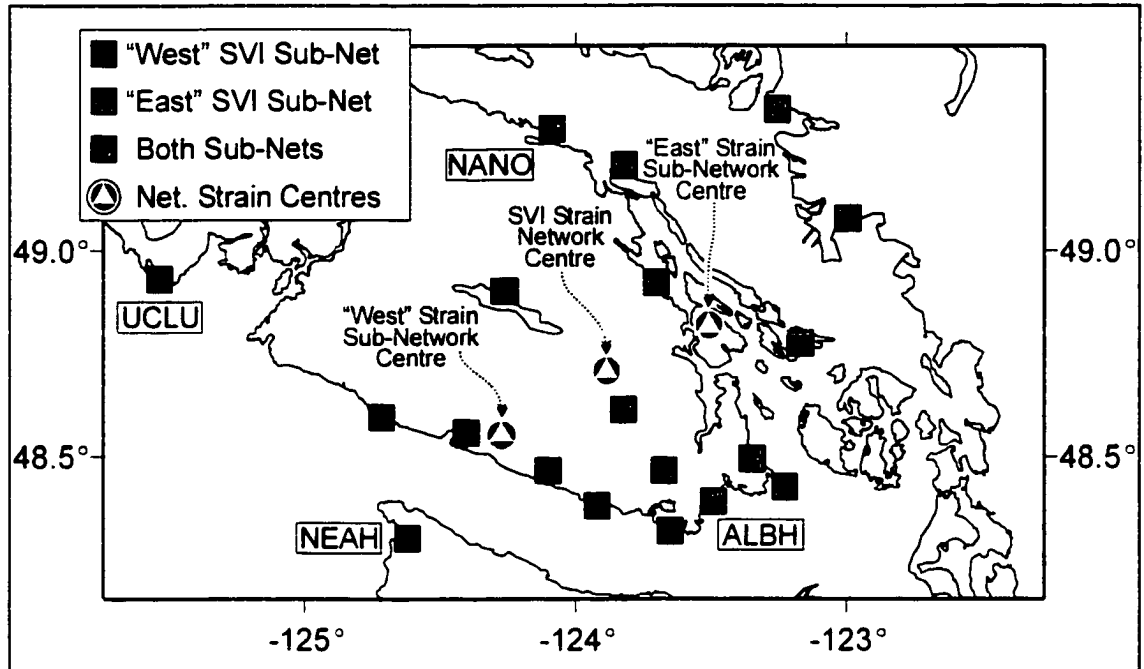 “West” SVI Sub-Net
“East” SVI Sub-Net
Both Sub-Nets
Net. Strain Centres
NANO
“East” Strain
Sub-Network
Centre
SVI Strain
Network
Centre
UCLU
“West” Strain
Sub-Network
Centre
NEAH
ALBH
49.0°
49.0°
48.5°
48.5°
-125°
-124°
-123°